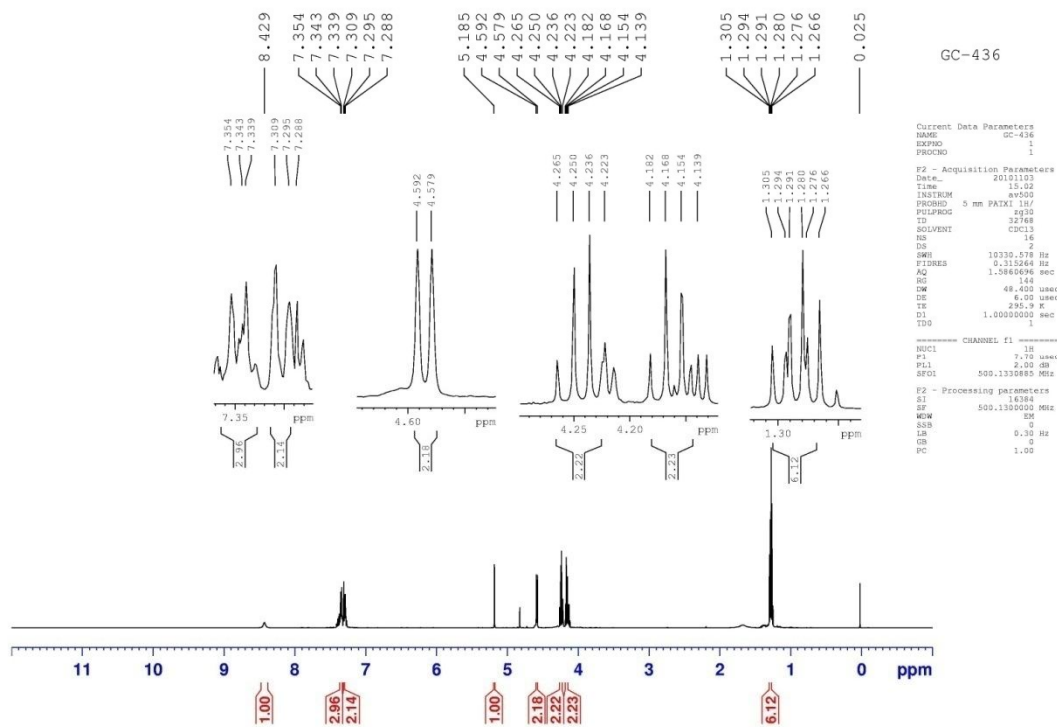 8.429
7.354
7.343
7.339
7.309
7.295
7.288
5.185
4.592
4.579
4.265
4.250
4.236
4.223
4.182
4.168
4.154
4.139
1.305
1.294
1.291
1.280
1.276
1.266
0.025
GC-436
7.354
7.343
7.339
7.309
7.295
7.288
4.592
4.579
4.265
4.250
4.236
4.223
4.182
4.168
4.154
4.139
1.305
1.294
1.291
1.280
1.276
1.266
7.35 ppm
4.60 ppm
4.25 4.20 ppm
1.30 ppm
2.96
2.14
2.18
2.22
2.23
6.12
Current Data Parameters
NAME GC-436
EXPNO 1
PROCNO 1
F2 - Acquisition Parameters
Date_ 20101103
Time 15.02
INSTRUM av500
PROBHD 5 mm PATXI 1H/
PULPROG zg30
TD 32768
SOLVENT CDCl3
NS 16
DS 2
SWH 10330.578 Hz
FIDRES 0.315264 Hz
AQ 1.5860696 sec
RG 144
DW 48.400 usec
DE 6.00 usec
TE 295.9 K
D1 1.00000000 sec
TD0 1
======== CHANNEL f1 ========
NUC1 1H
P1 7.70 usec
PL1 2.00 dB
SFO1 500.1330885 MHz
F2 - Processing parameters
SI 16384
SF 500.1300000 MHz
WDW EM
SSB 0
LB 0.30 Hz
GB 0
PC 1.00
11 10 9 8 7 6 5 4 3 2 1 0 ppm
1.00
2.96
2.14
1.00
2.18
2.22
2.23
6.12